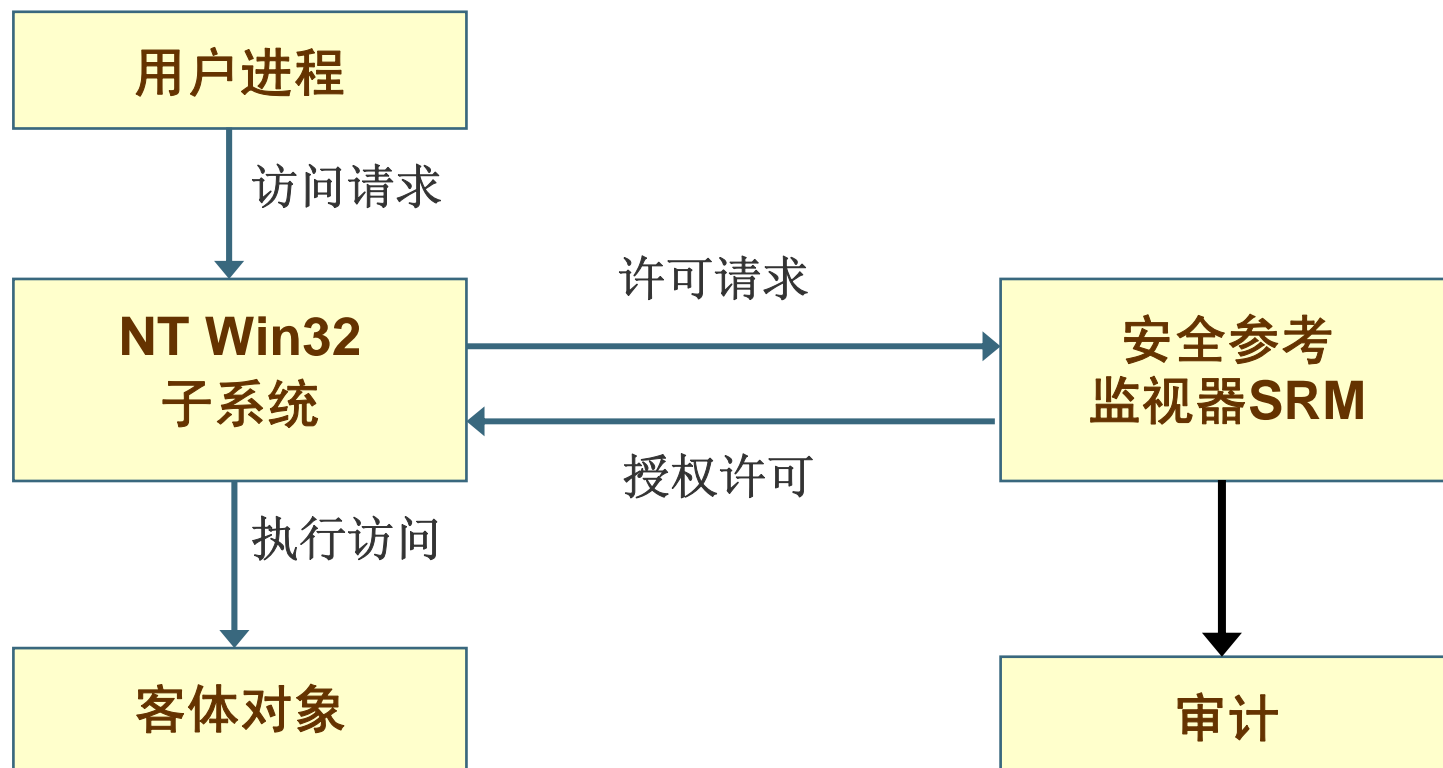 用户进程
访问请求
许可请求
NT Win32
子系统
安全参考
监视器SRM
授权许可
执行访问
客体对象
审计